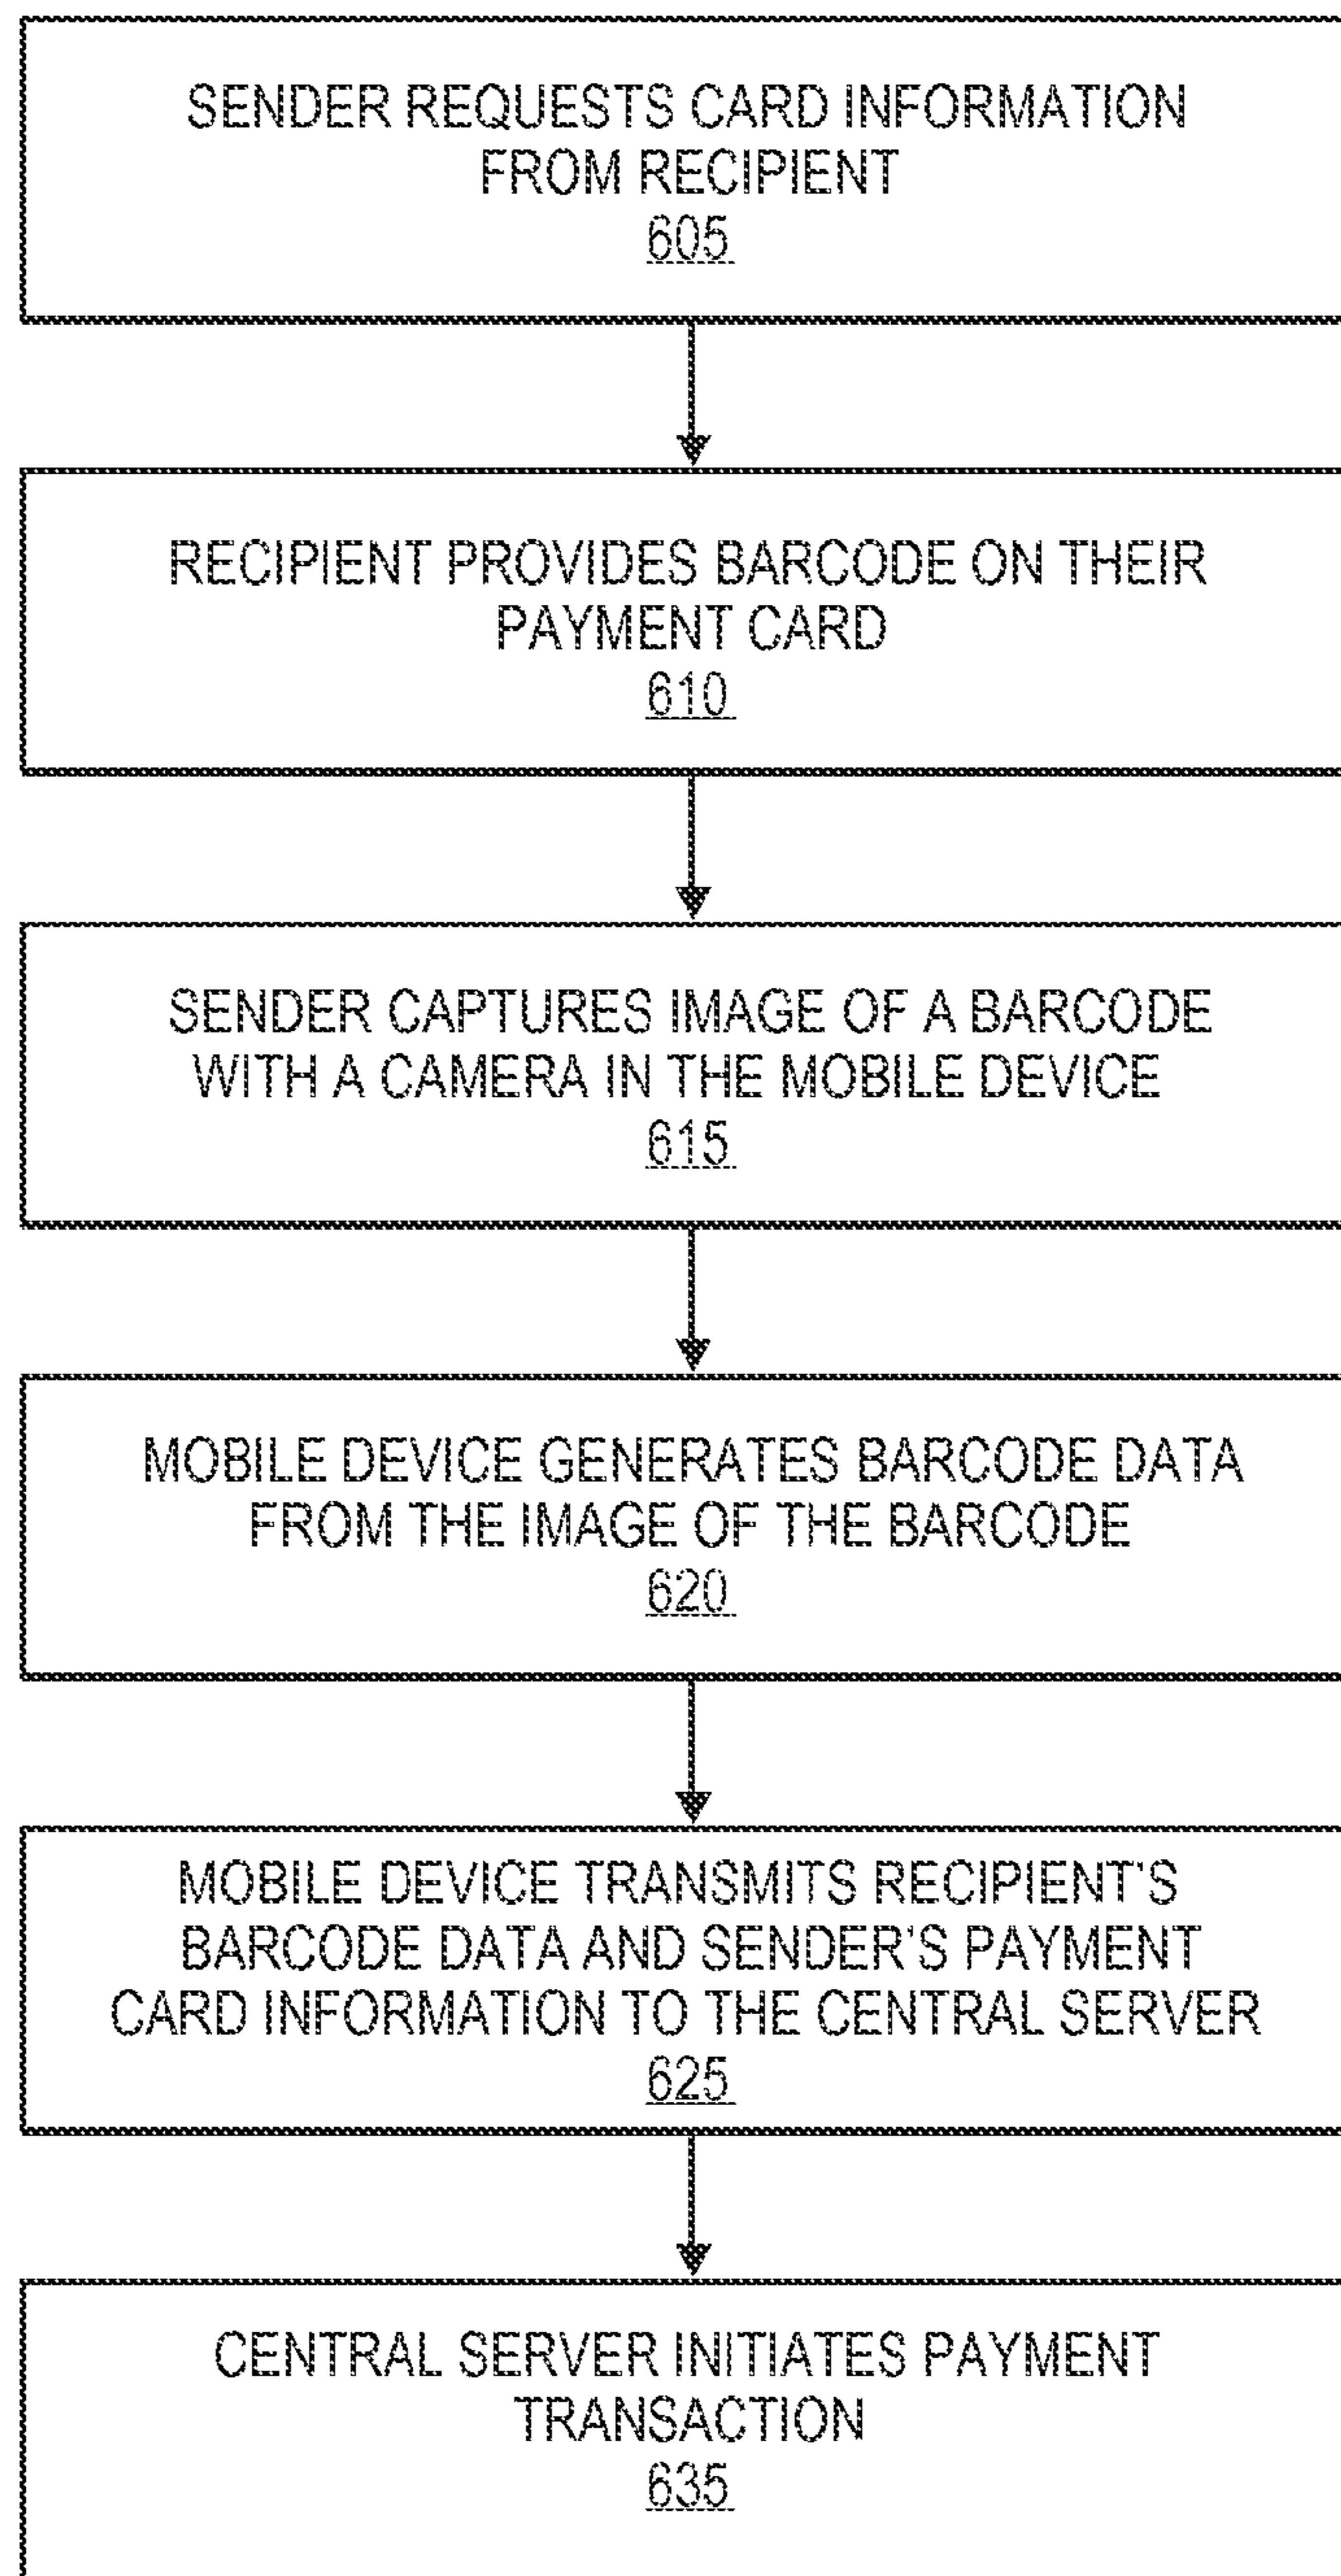 SENDER REQUESTS CARD INFORMATION
FROM RECIPIENT
605
RECIPIENT PROVIDES BARCODE ON THEIR
PAYMENT CARD
610
SENDER CAPTURES IMAGE OF A BARCODE
WITH A CAMERA IN THE MOBILE DEVICE
615
MOBILE DEVICE GENERATES BARCODE DATA
FROM THE IMAGE OF THE BARCODE
620
MOBILE DEVICE TRANSMITS RECIPIENT'S
BARCODE DATA AND SENDER'S PAYMENT
CARD INFORMATION TO THE CENTRAL SERVER
625
CENTRAL SERVER INITIATES PAYMENT
TRANSACTION
635